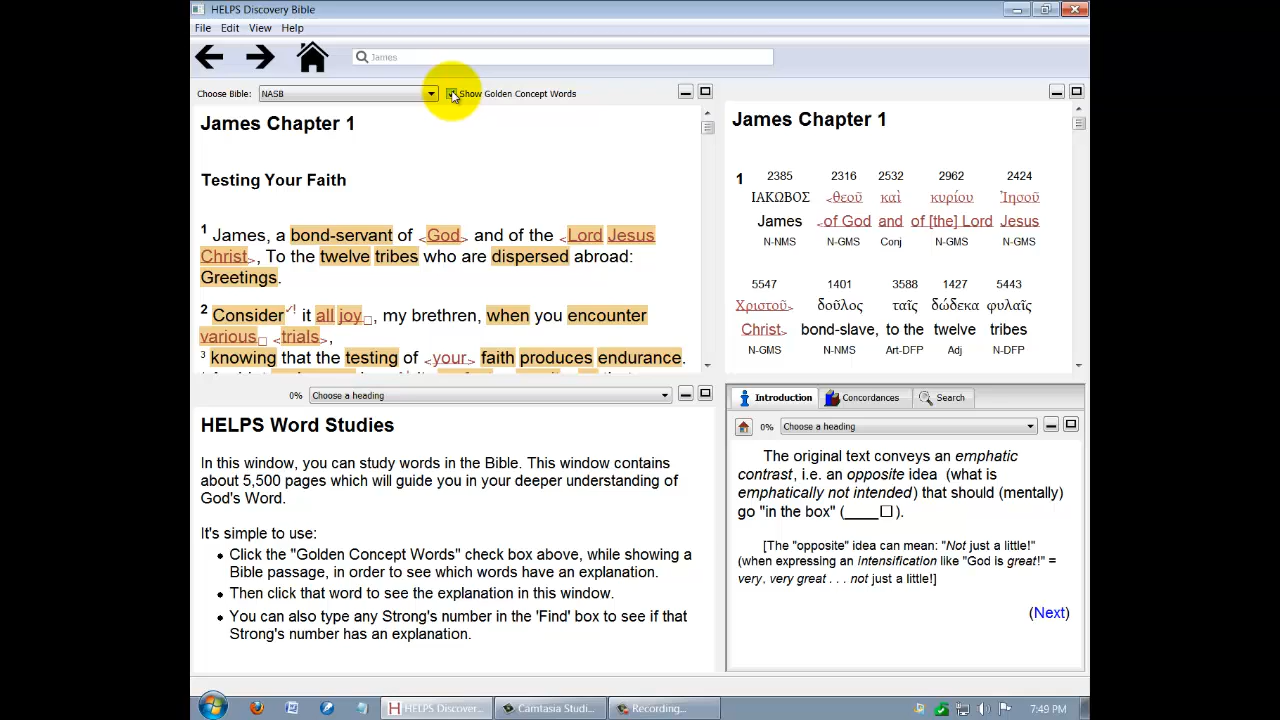 HELPS Discovery Bible
File Edit View Help
James
Choose Bible: NASB Show Golden Concept Words
James Chapter 1
Testing Your Faith
1 James, a bond-servant of <God> and of the <Lord Jesus
Christ>, To the twelve tribes who are dispersed abroad:
Greetings.
2 Consider✓! it all joy□, my brethren, when you encounter
various□ <trials>,
3 knowing that the testing of <your> faith produces endurance.
James Chapter 1
1 2385 2316 2532 2962 2424
ΙΑΚΩΒΟΣ <θεοῦ καὶ κυρίου Ἰησοῦ
James <of God and of [the] Lord Jesus
N-NMS N-GMS Conj N-GMS N-GMS
5547 1401 3588 1427 5443
Χριστοῦ> δοῦλος ταῖς δώδεκα φυλαῖς
Christ> bond-slave, to the twelve tribes
N-GMS N-NMS Art-DFP Adj N-DFP
0% Choose a heading
HELPS Word Studies
In this window, you can study words in the Bible. This window contains
about 5,500 pages which will guide you in your deeper understanding of
God's Word.
It's simple to use:
• Click the "Golden Concept Words" check box above, while showing a
Bible passage, in order to see which words have an explanation.
• Then click that word to see the explanation in this window.
• You can also type any Strong's number in the 'Find' box to see if that
Strong's number has an explanation.
Introduction Concordances Search
0% Choose a heading
The original text conveys an emphatic
contrast, i.e. an opposite idea (what is
emphatically not intended) that should (mentally)
go "in the box" (____□).
[The "opposite" idea can mean: "Not just a little!"
(when expressing an intensification like "God is great!" =
very, very great . . . not just a little!]
(Next)
HELPS Discover... Camtasia Studi... Recording... 7:49 PM